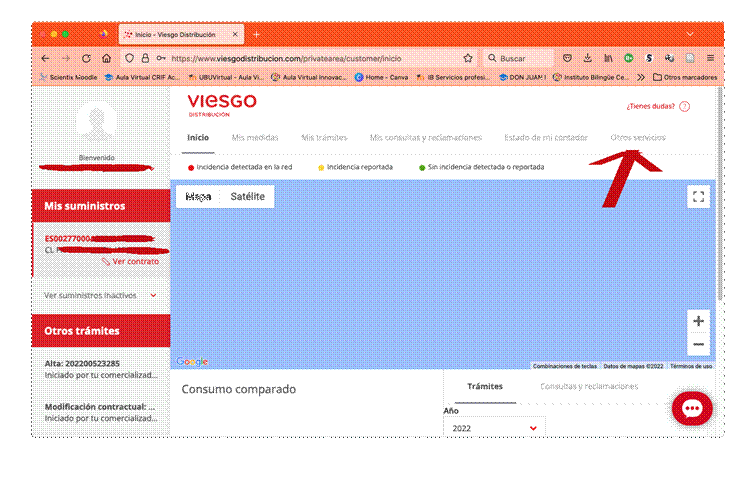 Inicio - Viesgo Distribución
https://www.viesgodistribucion.com/privatearea/customer/inicio
Buscar
Scientix Moodle
Aula Virtual CRIF Ac...
UBUVirtual - Aula Vi...
Aula Virtual Innovac...
Home - Canva
IB Servicios profesi...
DON JUAN I
Instituto Bilingüe Ce...
Otros marcadores
VIESGO
DISTRIBUCIÓN
¿Tienes dudas? ?
Inicio Mis medidas Mis trámites Mis consultas y reclamaciones Estado de mi contador Otros servicios
Bienvenido
Incidencia detectada en la red Incidencia reportada Sin incidencia detectada o reportada
Mapa Satélite
Mis suministros
ES00277000
CL
Ver contrato
Ver suministros inactivos
Otros trámites
Google
Combinaciones de teclas Datos de mapas ©2022 Términos de uso
Alta: 202200523285
Iniciado por tu comercializad...
Modificación contractual: ...
Iniciado por tu comercializad...
Consumo comparado
Trámites Consultas y reclamaciones
Año
2022